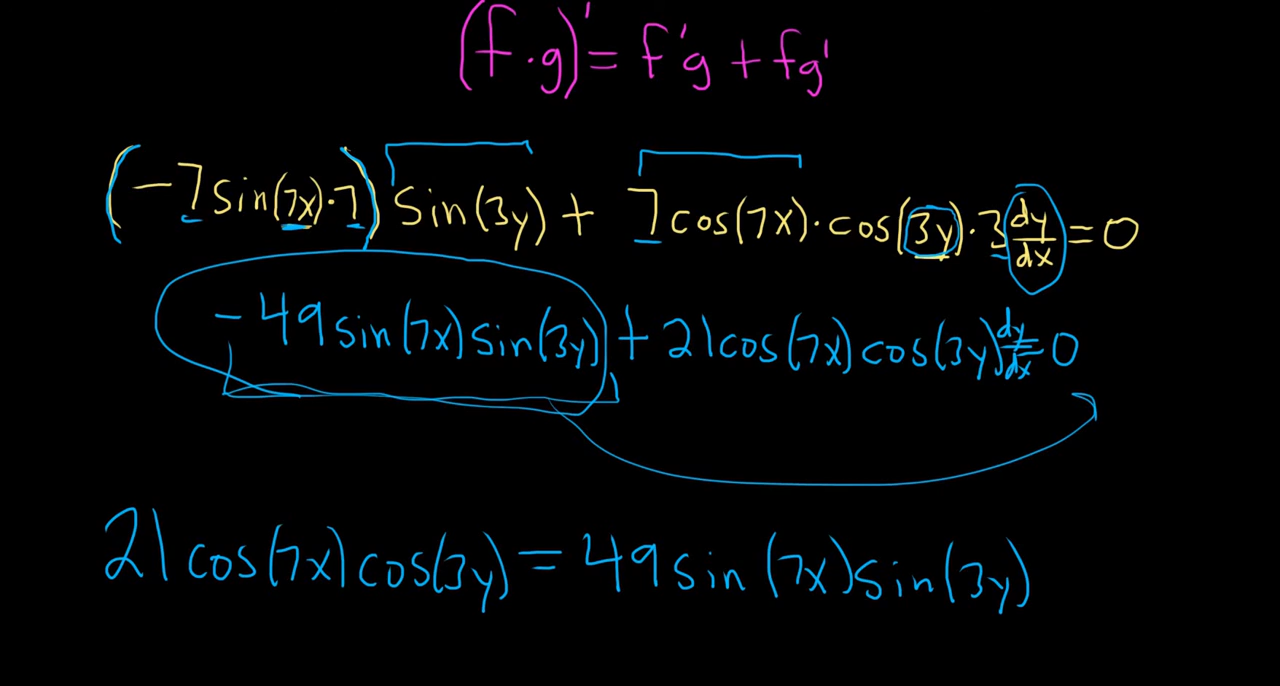 (f·g)' = f'g + fg'
(-7sin(7x)·7) sin(3y) + 7cos(7x)·cos(3y)·3 dy/dx = 0
-49sin(7x)sin(3y) + 21cos(7x)cos(3y) dy/dx = 0
21cos(7x)cos(3y) = 49sin(7x)sin(3y)